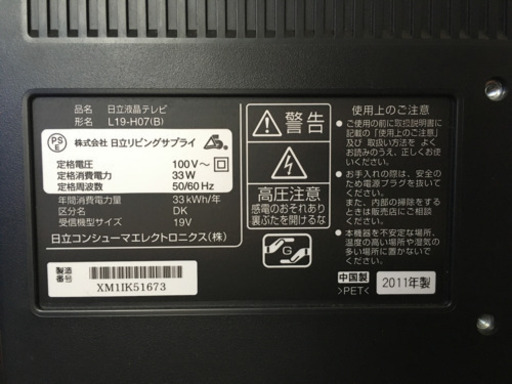 品名 日立液晶テレビ
形名 L19-H07(B)
PS
E
株式会社 日立リビングサプライ
定格電圧 100V～
定格消費電力 33W
定格周波数 50/60Hz
年間消費電力量 33kWh/年
区分名 DK
受信機型サイズ 19V
日立コンシューマエレクトロニクス(株)
製造番号 XM1IK51673
警告
高圧注意
感電のおそれあり
裏ぶたを開けるな
G
使用上のご注意
●ご使用の前に取扱説明書に
記載の「使用上のご注意」
及び 取扱い方法を よく
お読みのうえ、正しくお使
いください。
●お手入れの際は、安全の
ため電源プラグを抜いて
ください。
また、内部の掃除をする
ときは販売店にご相談
ください。
●本機器を不安定な場所、
温度の高い場所や湿気の
多い場所に置かないで
ください。
中国製
>PET<
2011年製